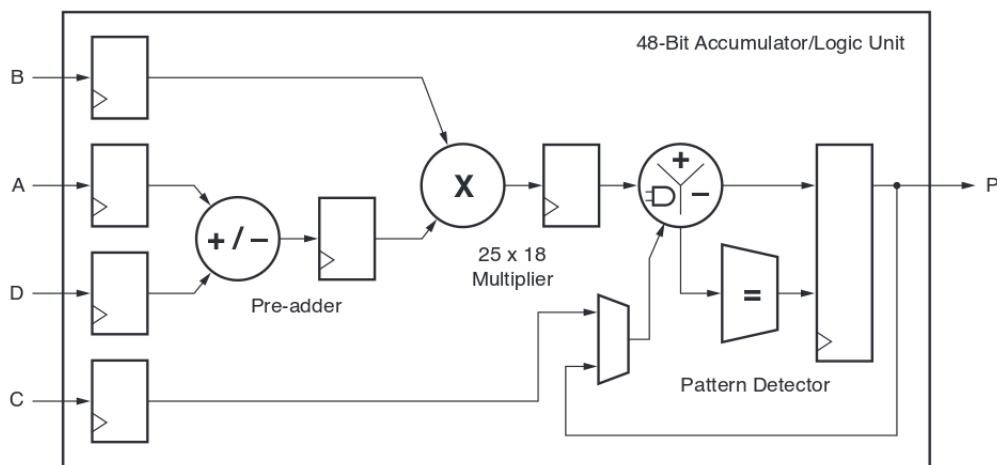 48-Bit Accumulator/Logic Unit
B
A
D
C
+ / −
Pre-adder
X
25 x 18
Multiplier
+
−
=
Pattern Detector
P